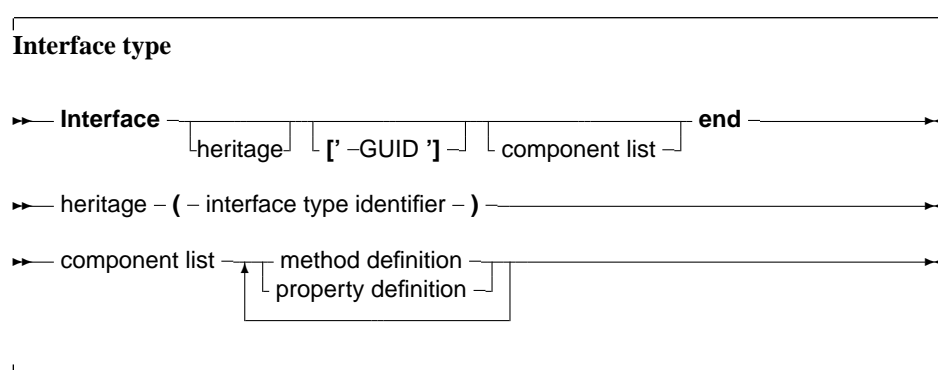 Interface type
Interface heritage [’ GUID ’] component list end
heritage ( interface type identifier )
component list method definition
property definition